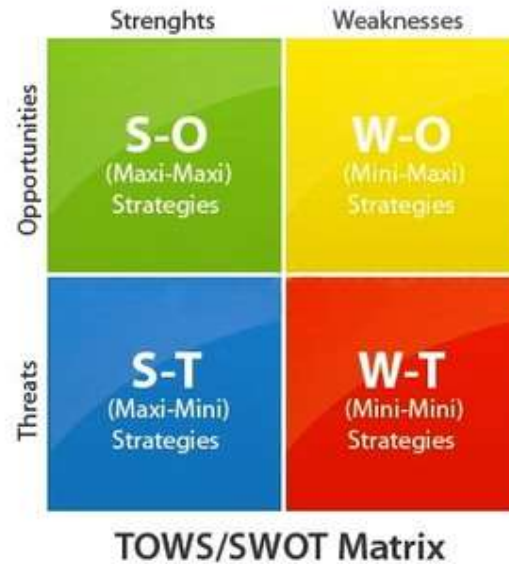 Strenghts
Weaknesses
Opportunities
S-O
(Maxi-Maxi)
Strategies
W-O
(Mini-Maxi)
Strategies
Threats
S-T
(Maxi-Mini)
Strategies
W-T
(Mini-Mini)
Strategies
TOWS/SWOT Matrix